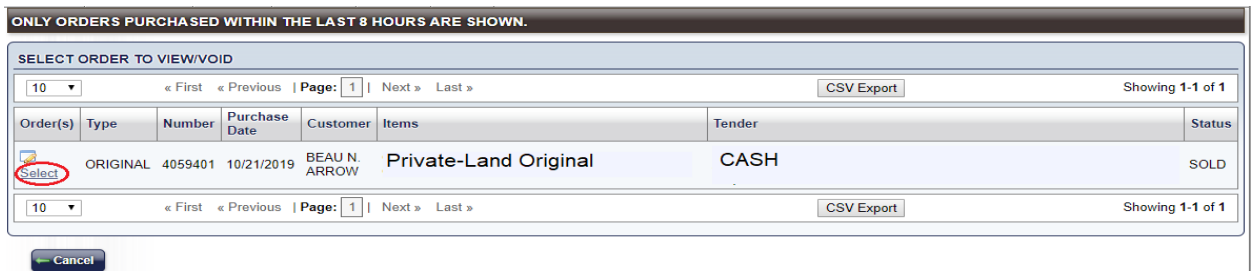 ONLY ORDERS PURCHASED WITHIN THE LAST 8 HOURS ARE SHOWN.
SELECT ORDER TO VIEW/VOID
10 « First « Previous | Page: 1 | Next » Last » CSV Export Showing 1-1 of 1
Order(s) Type Number Purchase Date Customer Items Tender Status
Select ORIGINAL 4059401 10/21/2019 BEAU N. ARROW Private-Land Original CASH SOLD
10 « First « Previous | Page: 1 | Next » Last » CSV Export Showing 1-1 of 1
Cancel